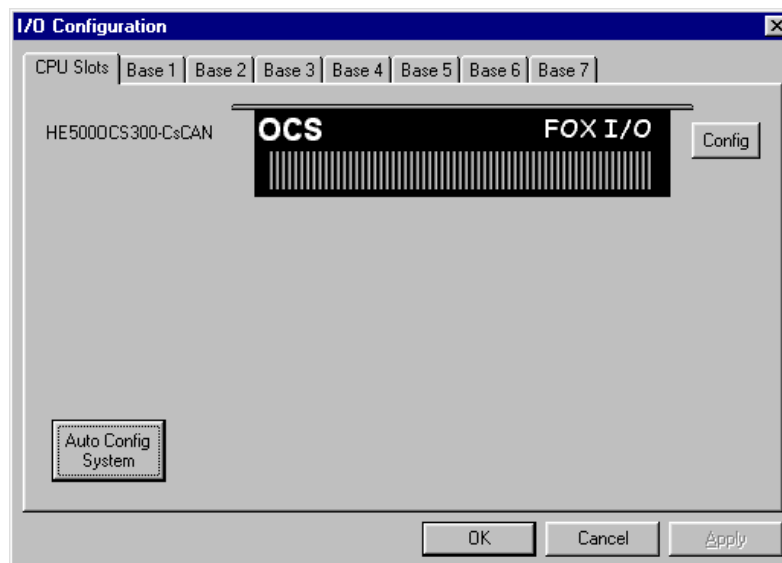 I/O Configuration
CPU Slots Base 1 Base 2 Base 3 Base 4 Base 5 Base 6 Base 7
HE500OCS300-CsCAN
OCS FOX I/O
Config
Auto Config
System
OK Cancel Apply